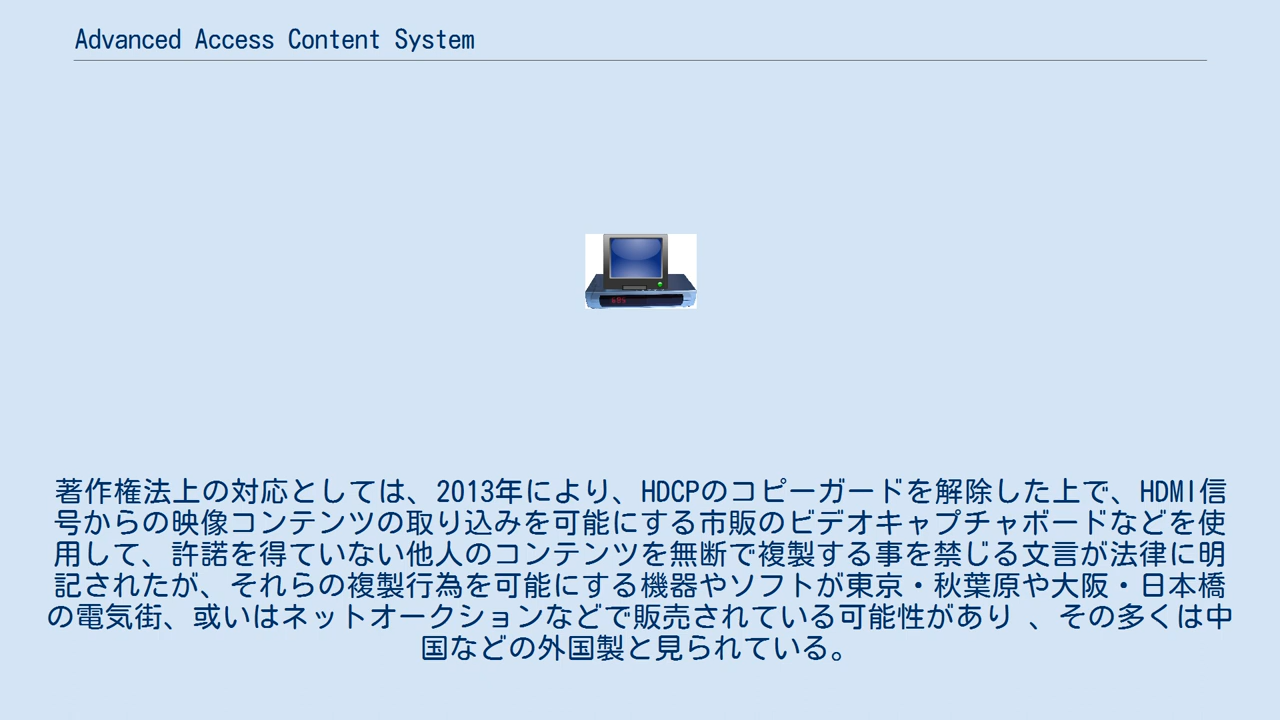 Advanced Access Content System
著作権法上の対応としては、2013年により、HDCPのコピーガードを解除した上で、HDMI信
号からの映像コンテンツの取り込みを可能にする市販のビデオキャプチャボードなどを使
用して、許諾を得ていない他人のコンテンツを無断で複製する事を禁じる文言が法律に明
記されたが、それらの複製行為を可能にする機器やソフトが東京・秋葉原や大阪・日本橋
の電気街、或いはネットオークションなどで販売されている可能性があり 、その多くは中
国などの外国製と見られている。